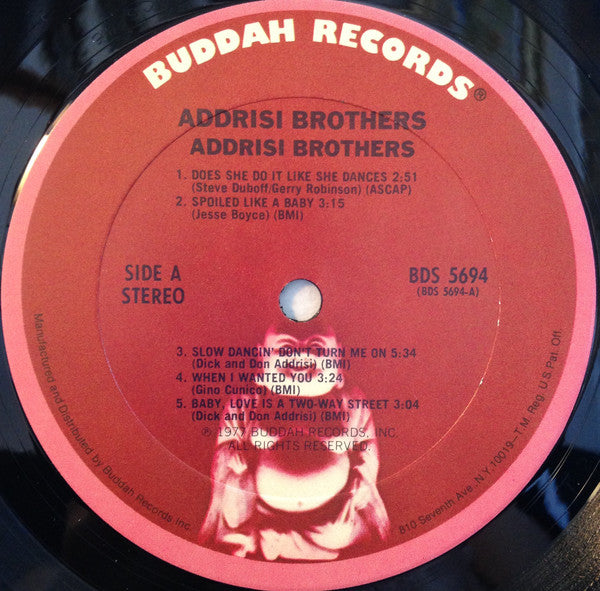 BUDDAH RECORDS®
ADDRISI BROTHERS
ADDRISI BROTHERS
1. DOES SHE DO IT LIKE SHE DANCES 2:51
(Steve Duboff/Gerry Robinson) (ASCAP)
2. SPOILED LIKE A BABY 3:15
(Jesse Boyce) (BMI)
SIDE A
STEREO
BDS 5694
(BDS 5694-A)
3. SLOW DANCIN' DON'T TURN ME ON 5:34
(Dick and Don Addrisi) (BMI)
4. WHEN I WANTED YOU 3:24
(Gino Cunico) (BMI)
5. BABY, LOVE IS A TWO-WAY STREET 3:04
(Dick and Don Addrisi) (BMI)
℗ 1977 BUDDAH RECORDS, INC.
ALL RIGHTS RESERVED.
Manufactured and Distributed by Buddah Records Inc.
810 Seventh Ave. N.Y. 10019-T.M. Reg. U.S. Pat. Off.